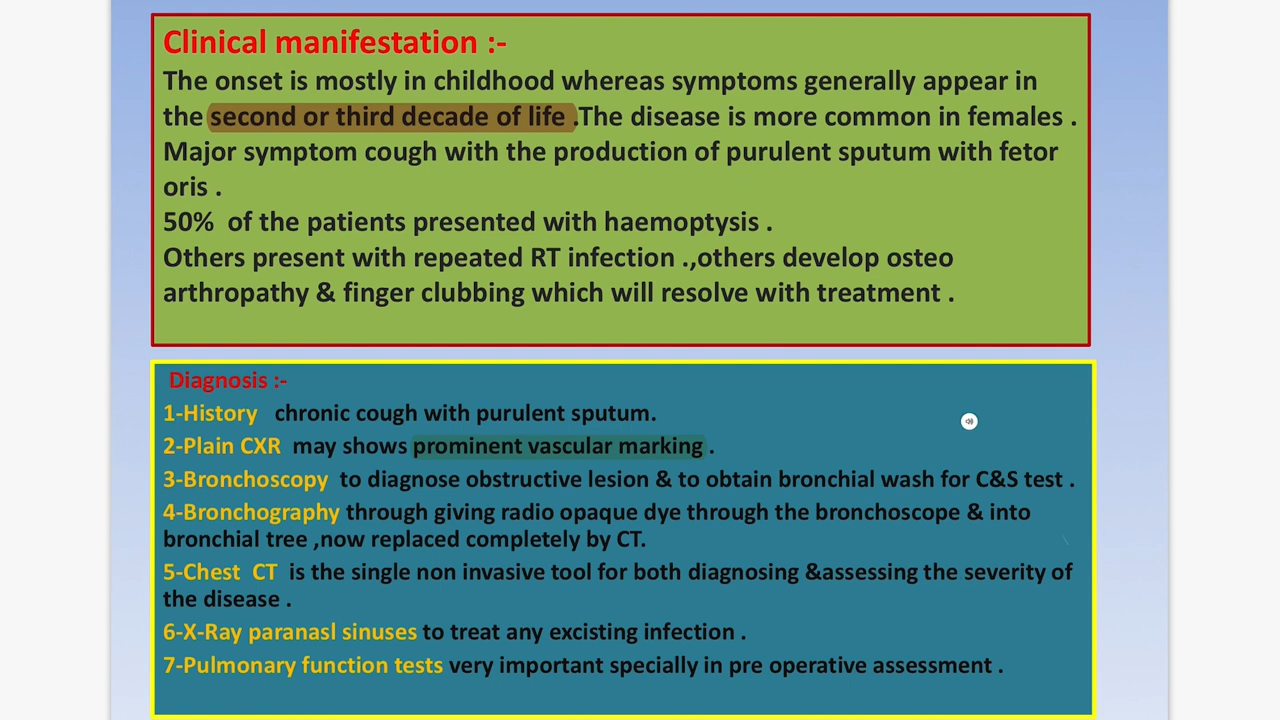 Clinical manifestation :-
The onset is mostly in childhood whereas symptoms generally appear in
the second or third decade of life .The disease is more common in females .
Major symptom cough with the production of purulent sputum with fetor
oris .
50%  of the patients presented with haemoptysis .
Others present with repeated RT infection .,others develop osteo
arthropathy & finger clubbing which will resolve with treatment .
Diagnosis :-
1-History   chronic cough with purulent sputum.
2-Plain CXR  may shows prominent vascular marking .
3-Bronchoscopy  to diagnose obstructive lesion & to obtain bronchial wash for C&S test .
4-Bronchography through giving radio opaque dye through the bronchoscope & into
bronchial tree ,now replaced completely by CT.
5-Chest  CT  is the single non invasive tool for both diagnosing &assessing the severity of
the disease .
6-X-Ray paranasl sinuses to treat any excisting infection .
7-Pulmonary function tests very important specially in pre operative assessment .